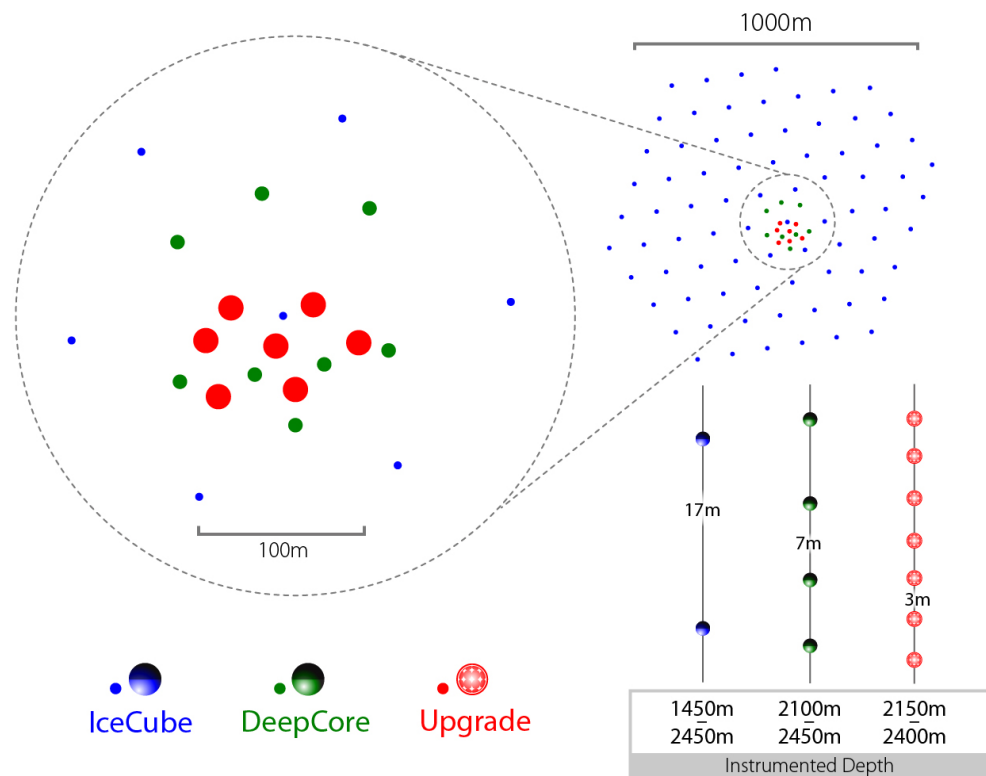 1000m
100m
17m
7m
3m
IceCube
DeepCore
Upgrade
1450m
–
2450m
2100m
–
2450m
2150m
–
2400m
Instrumented Depth